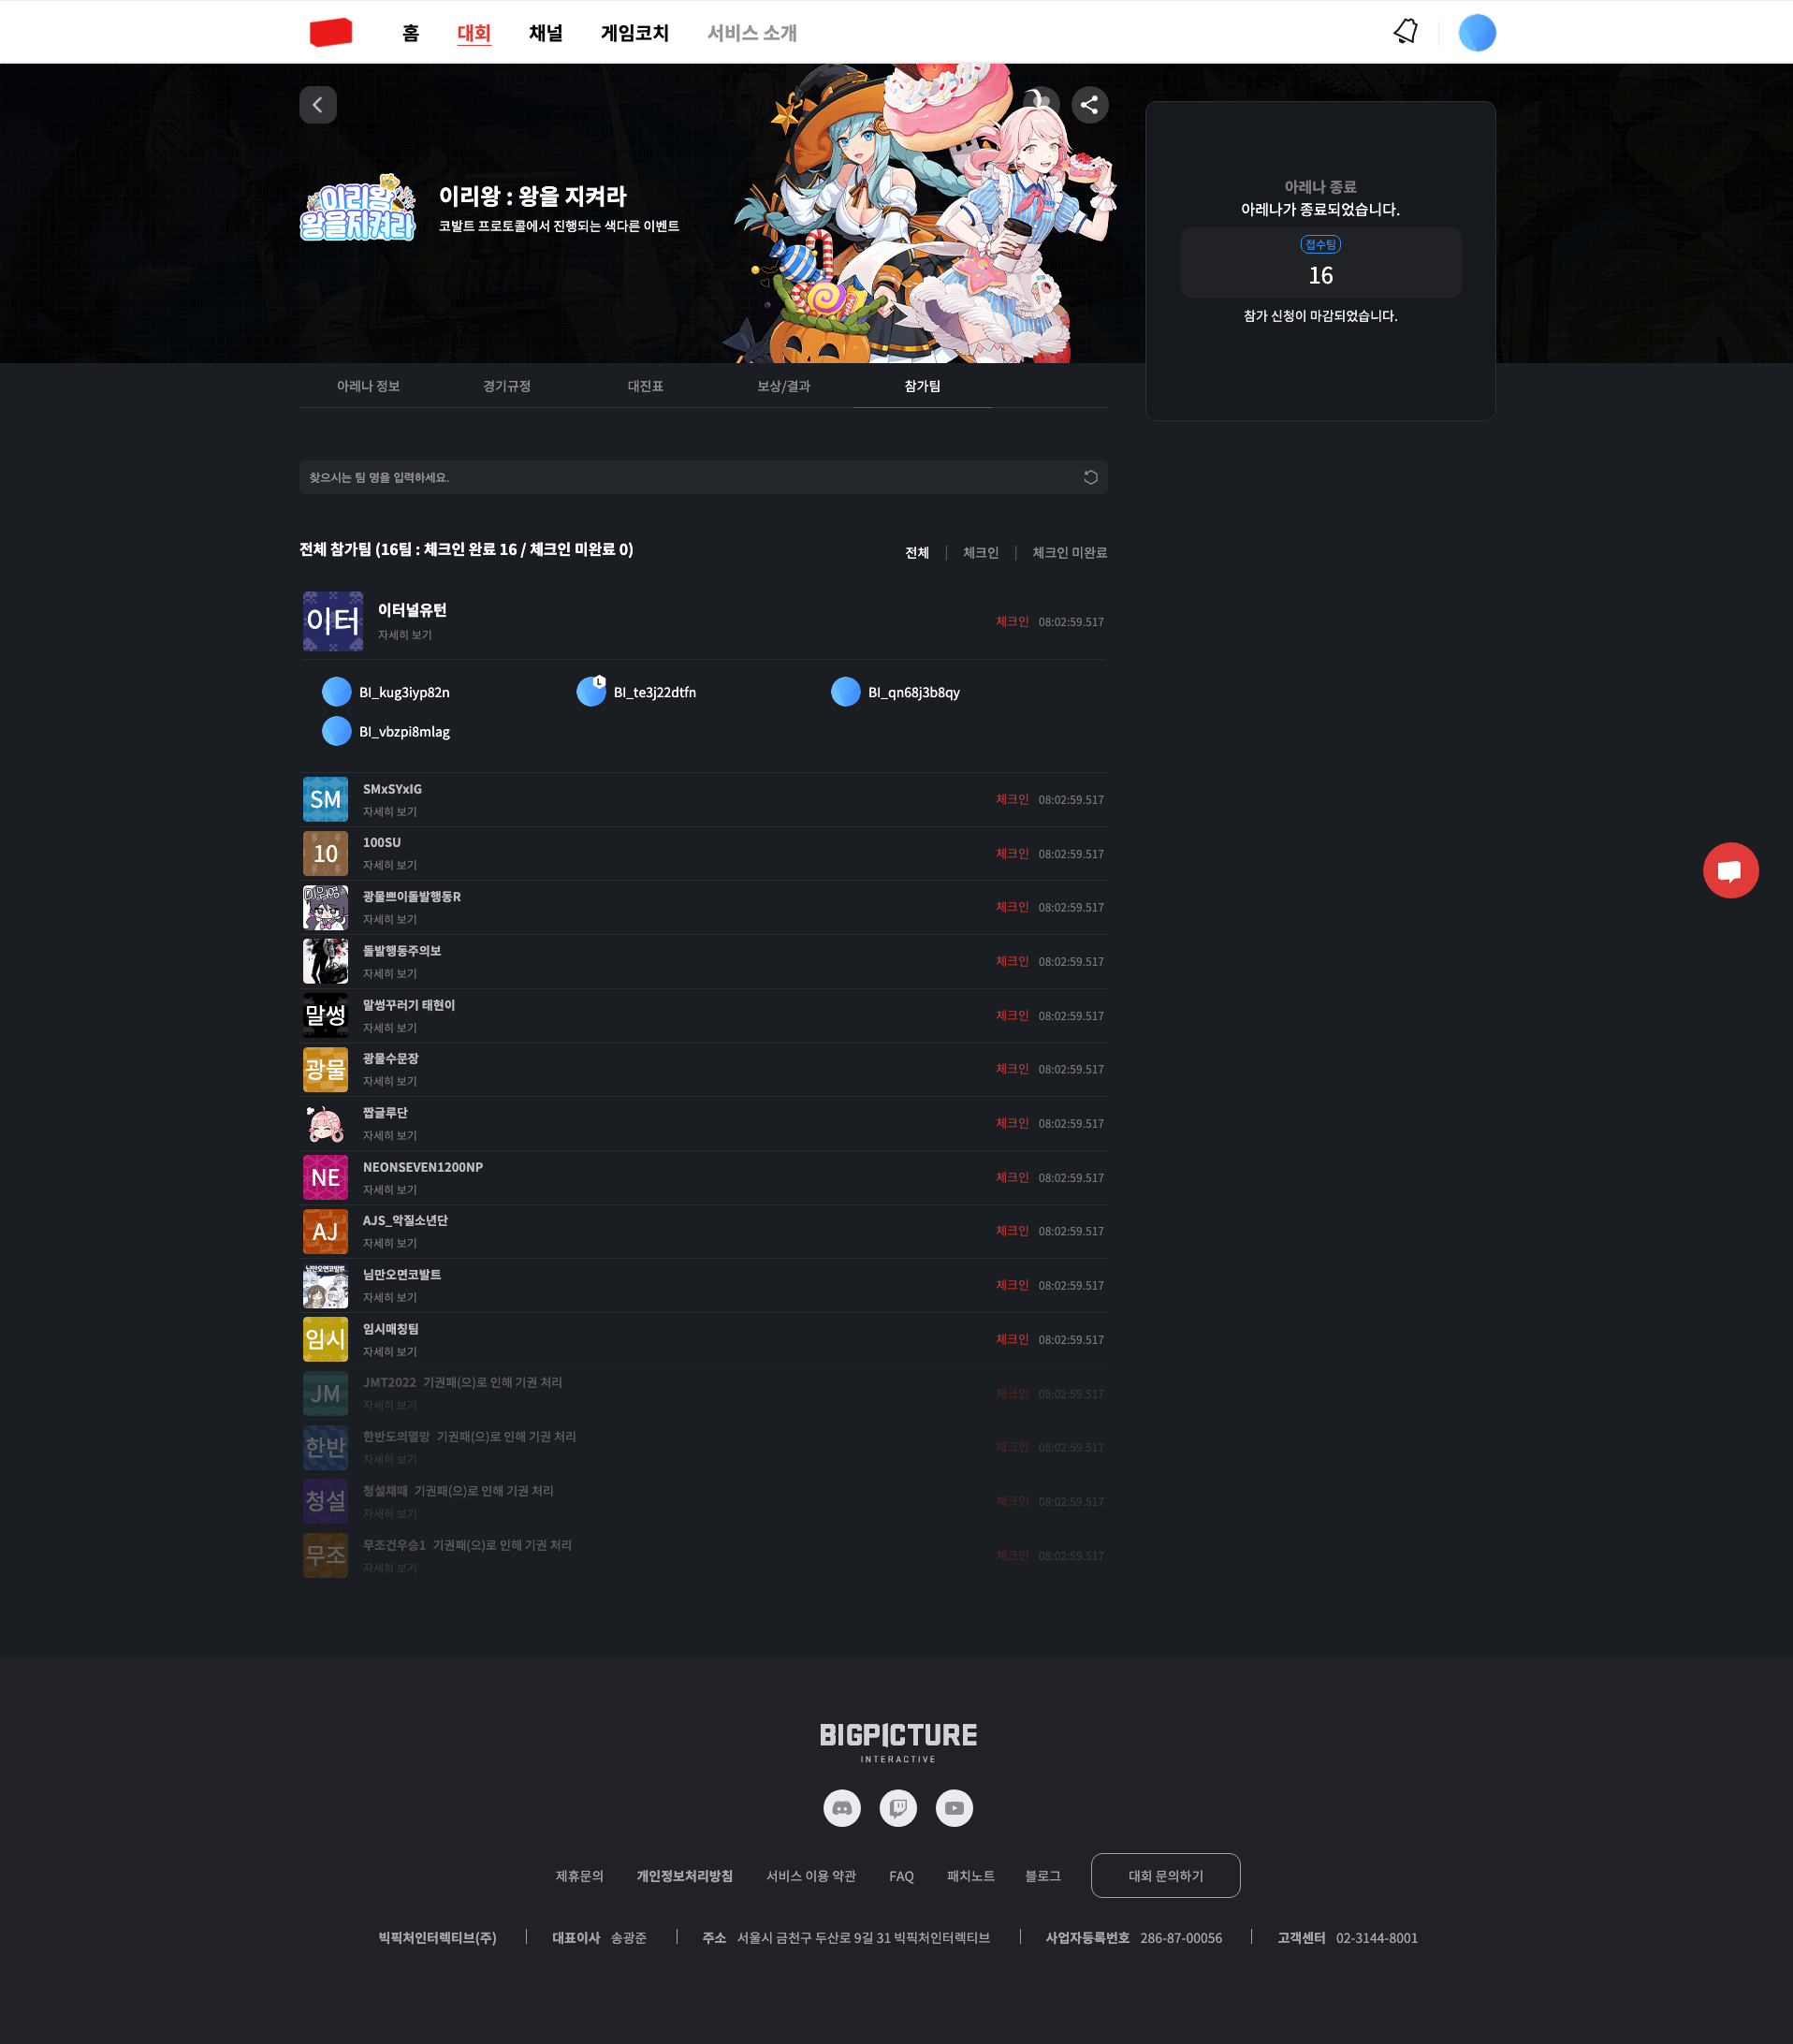 홈 대회 채널 게임코치 서비스 소개
이리왕
왕을지켜라
이리왕 : 왕을 지켜라
코발트 프로토콜에서 진행되는 색다른 이벤트
아레나 종료
아레나가 종료되었습니다.
접수팀
16
참가 신청이 마감되었습니다.
아레나 정보 경기규정 대진표 보상/결과 참가팀
찾으시는 팀 명을 입력하세요.
전체 참가팀 (16팀 : 체크인 완료 16 / 체크인 미완료 0)
전체 체크인 체크인 미완료
이터
이터널유턴
자세히 보기
체크인 08:02:59.517
BI_kug3iyp82n L BI_te3j22dtfn BI_qn68j3b8qy
BI_vbzpi8mlag
SM
SMxSYxIG
자세히 보기
체크인 08:02:59.517
10
100SU
자세히 보기
체크인 08:02:59.517
광물쁘이돌발행동R
자세히 보기
체크인 08:02:59.517
돌발행동주의보
자세히 보기
체크인 08:02:59.517
말썽
말썽꾸러기 태현이
자세히 보기
체크인 08:02:59.517
광물
광물수문장
자세히 보기
체크인 08:02:59.517
짭글루단
자세히 보기
체크인 08:02:59.517
NE
NEONSEVEN1200NP
자세히 보기
체크인 08:02:59.517
AJ
AJS_악질소년단
자세히 보기
체크인 08:02:59.517
님만오면코발트
님만오면코발트
자세히 보기
체크인 08:02:59.517
임시
임시매칭팀
자세히 보기
체크인 08:02:59.517
JM
JMT2022 기권패(으)로 인해 기권 처리
자세히 보기
체크인 08:02:59.517
한반
한반도의멸망 기권패(으)로 인해 기권 처리
자세히 보기
체크인 08:02:59.517
청설
청설채떼 기권패(으)로 인해 기권 처리
자세히 보기
체크인 08:02:59.517
무조
무조건우승1 기권패(으)로 인해 기권 처리
자세히 보기
체크인 08:02:59.517
BIGPICTURE
INTERACTIVE
제휴문의 개인정보처리방침 서비스 이용 약관 FAQ 패치노트 블로그 대회 문의하기
빅픽처인터렉티브(주) 대표이사 송광준 주소 서울시 금천구 두산로 9길 31 빅픽처인터렉티브 사업자등록번호 286-87-00056 고객센터 02-3144-8001